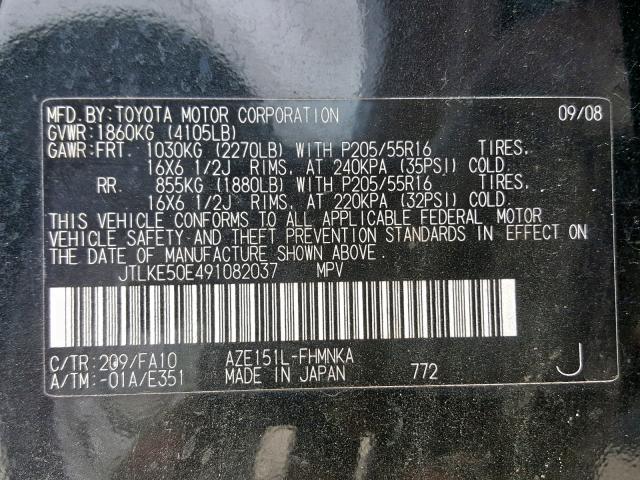 MFD.BY:TOYOTA MOTOR CORPORATION 09/08
GVWR:1860KG (4105LB)
GAWR:FRT. 1030KG (2270LB) WITH P205/55R16 TIRES.
16X6 1/2J RIMS. AT 240KPA (35PSI) COLD.
RR. 855KG (1880LB) WITH P205/55R16 TIRES.
16X6 1/2J RIMS. AT 220KPA (32PSI) COLD.
THIS VEHICLE CONFORMS TO ALL APPLICABLE FEDERAL MOTOR
VEHICLE SAFETY AND THEFT PREVENTION STANDARDS IN EFFECT ON
THE DATE OF MANUFACTURE SHOWN ABOVE.
JTLKE50E491082037 MPV
C/TR: 209/FA10 AZE151L-FHMNKA
A/TM:-01A/E351 MADE IN JAPAN 772 J